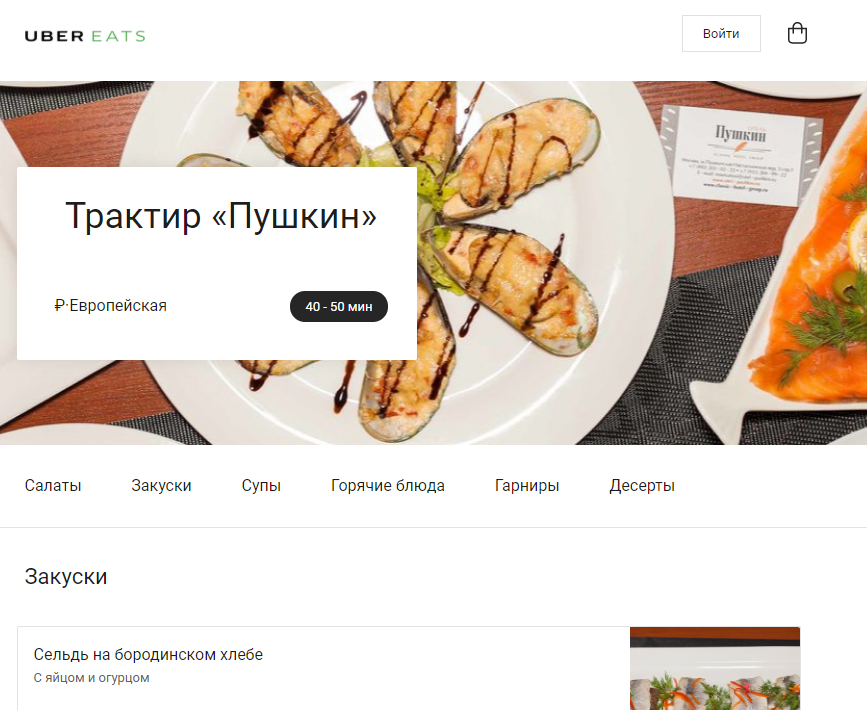 UBER EATS
Войти
Пушкин
Трактир «Пушкин»
₽·Европейская
40 - 50 мин
Салаты
Закуски
Супы
Горячие блюда
Гарниры
Десерты
Закуски
Сельдь на бородинском хлебе
С яйцом и огурцом